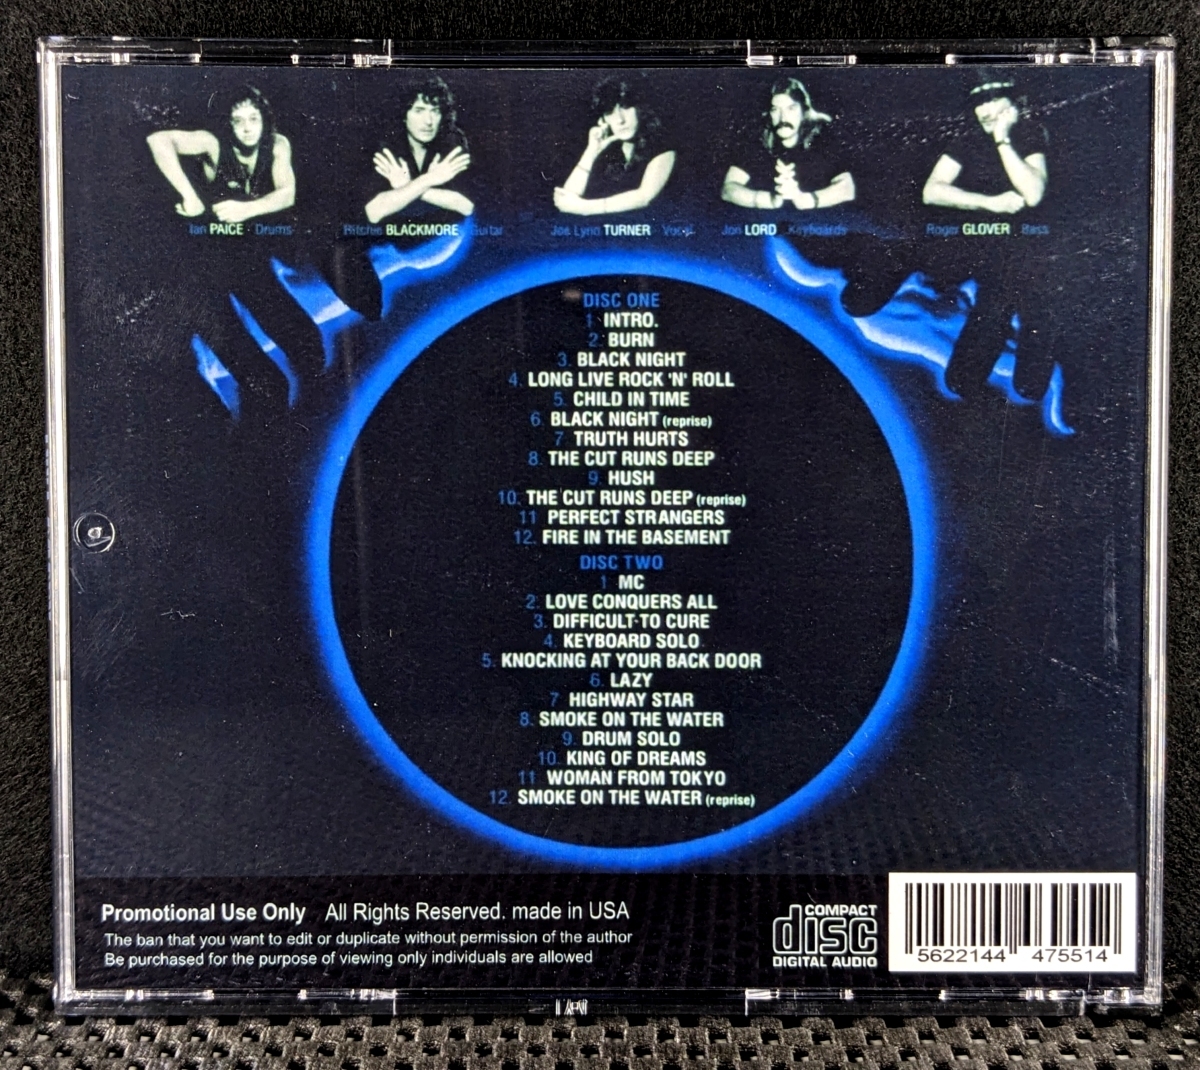 Ian PAICE · Drums
Ritchie BLACKMORE Guitar
Joe Lynn TURNER Vocal
Jon LORD Keyboards
Roger GLOVER Bass
DISC ONE
1. INTRO.
2. BURN
3. BLACK NIGHT
4. LONG LIVE ROCK 'N' ROLL
5. CHILD IN TIME
6. BLACK NIGHT (reprise)
7 TRUTH HURTS
8. THE CUT RUNS DEEP
9. HUSH
10. THE CUT RUNS DEEP (reprise)
11 PERFECT STRANGERS
12. FIRE IN THE BASEMENT
DISC TWO
1 MC
2. LOVE CONQUERS ALL
3. DIFFICULT TO CURE
4. KEYBOARD SOLO
5. KNOCKING AT YOUR BACK DOOR
6. LAZY
7 HIGHWAY STAR
8. SMOKE ON THE WATER
9. DRUM SOLO
10. KING OF DREAMS
11 WOMAN FROM TOKYO
12. SMOKE ON THE WATER (reprise)
Promotional Use Only All Rights Reserved. made in USA
The ban that you want to edit or duplicate without permission of the author
Be purchased for the purpose of viewing only individuals are allowed
COMPACT
disc
DIGITAL AUDIO
5622144 475514